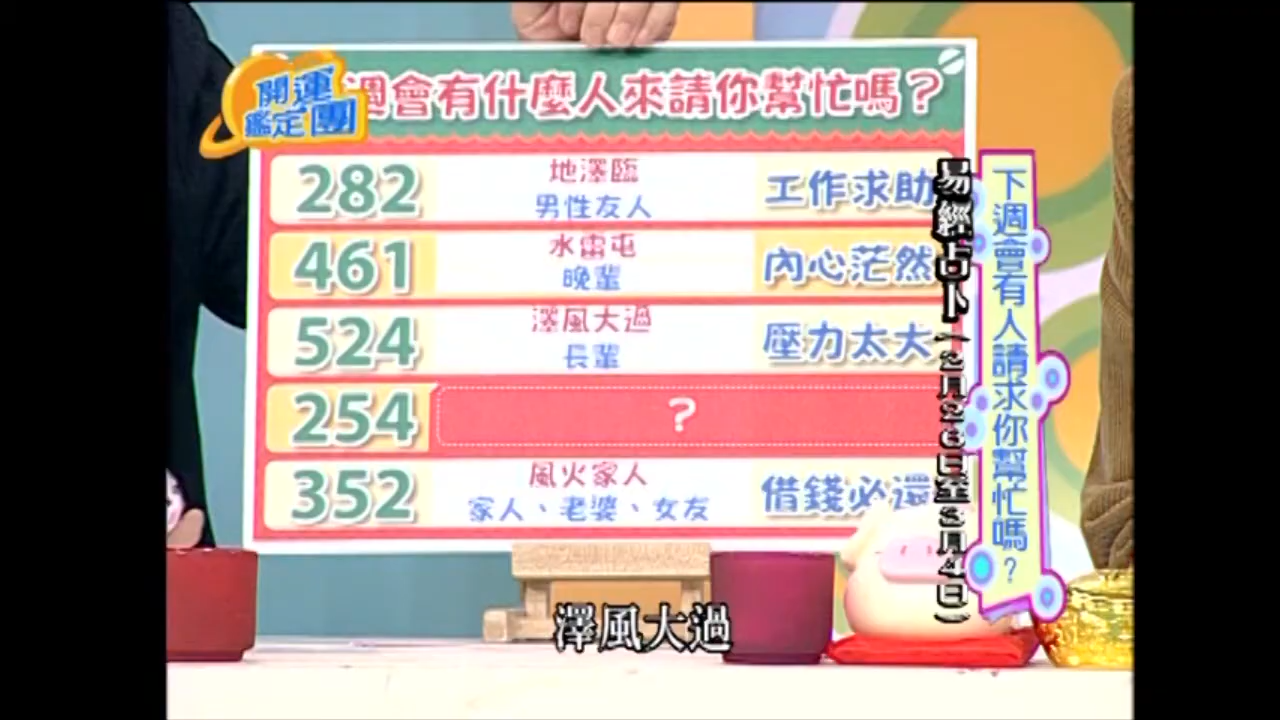 開運
鑑定團
週會有什麼人來請你幫忙嗎？
282
地澤臨
男性友人
工作求助
461
水雷屯
晚輩
內心茫然
524
澤風大過
長輩
壓力太大
254
？
352
風火家人
家人、老婆、女友
借錢必還
易經占卜（2月26日至3月4日）
下週會有人請求你幫忙嗎？
澤風大過